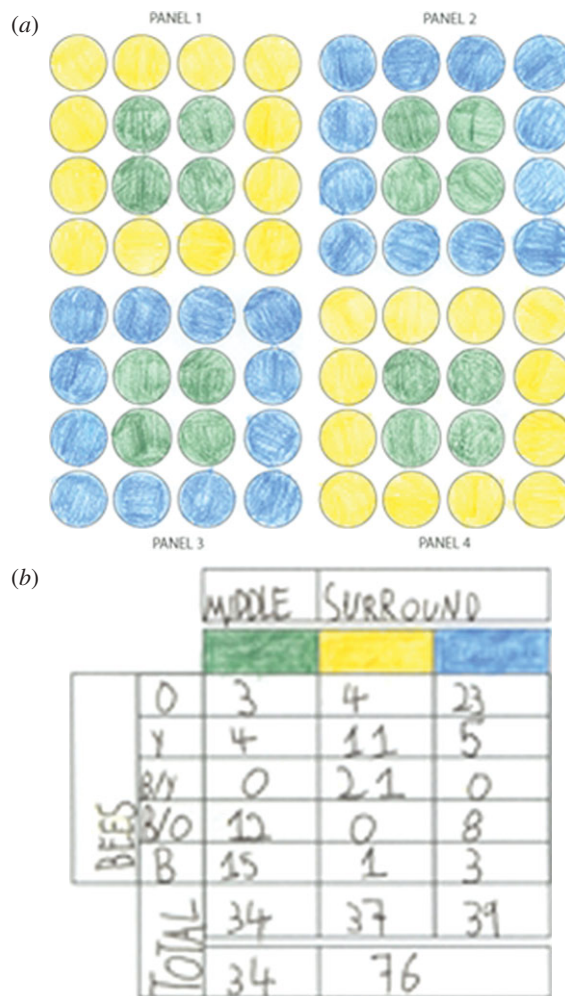 (a)
PANEL 1 PANEL 2
PANEL 3 PANEL 4
(b)
MIDDLE SURROUND
BEES
O 3 4 23
Y 4 11 5
B/Y 0 21 0
B/O 12 0 8
B 15 1 3
TOTAL
34 37 39
34 76